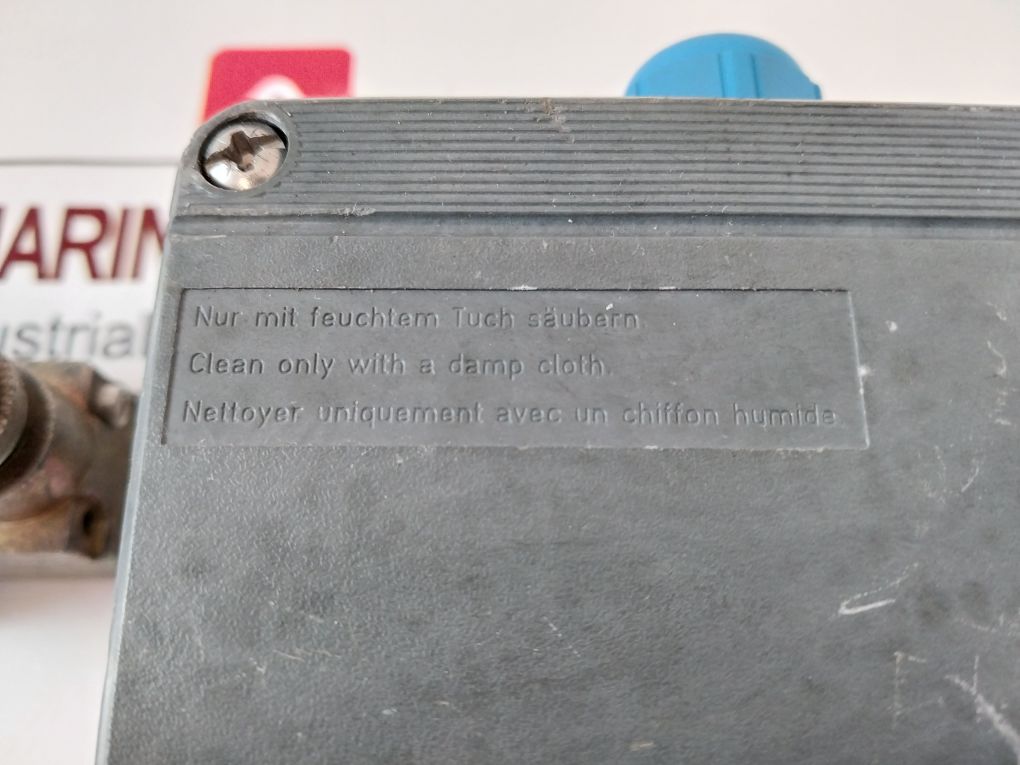 ARIN
ustrial
Nur mit feuchtem Tuch säubern.
Clean only with a damp cloth.
Nettoyer uniquement avec un chiffon humide.